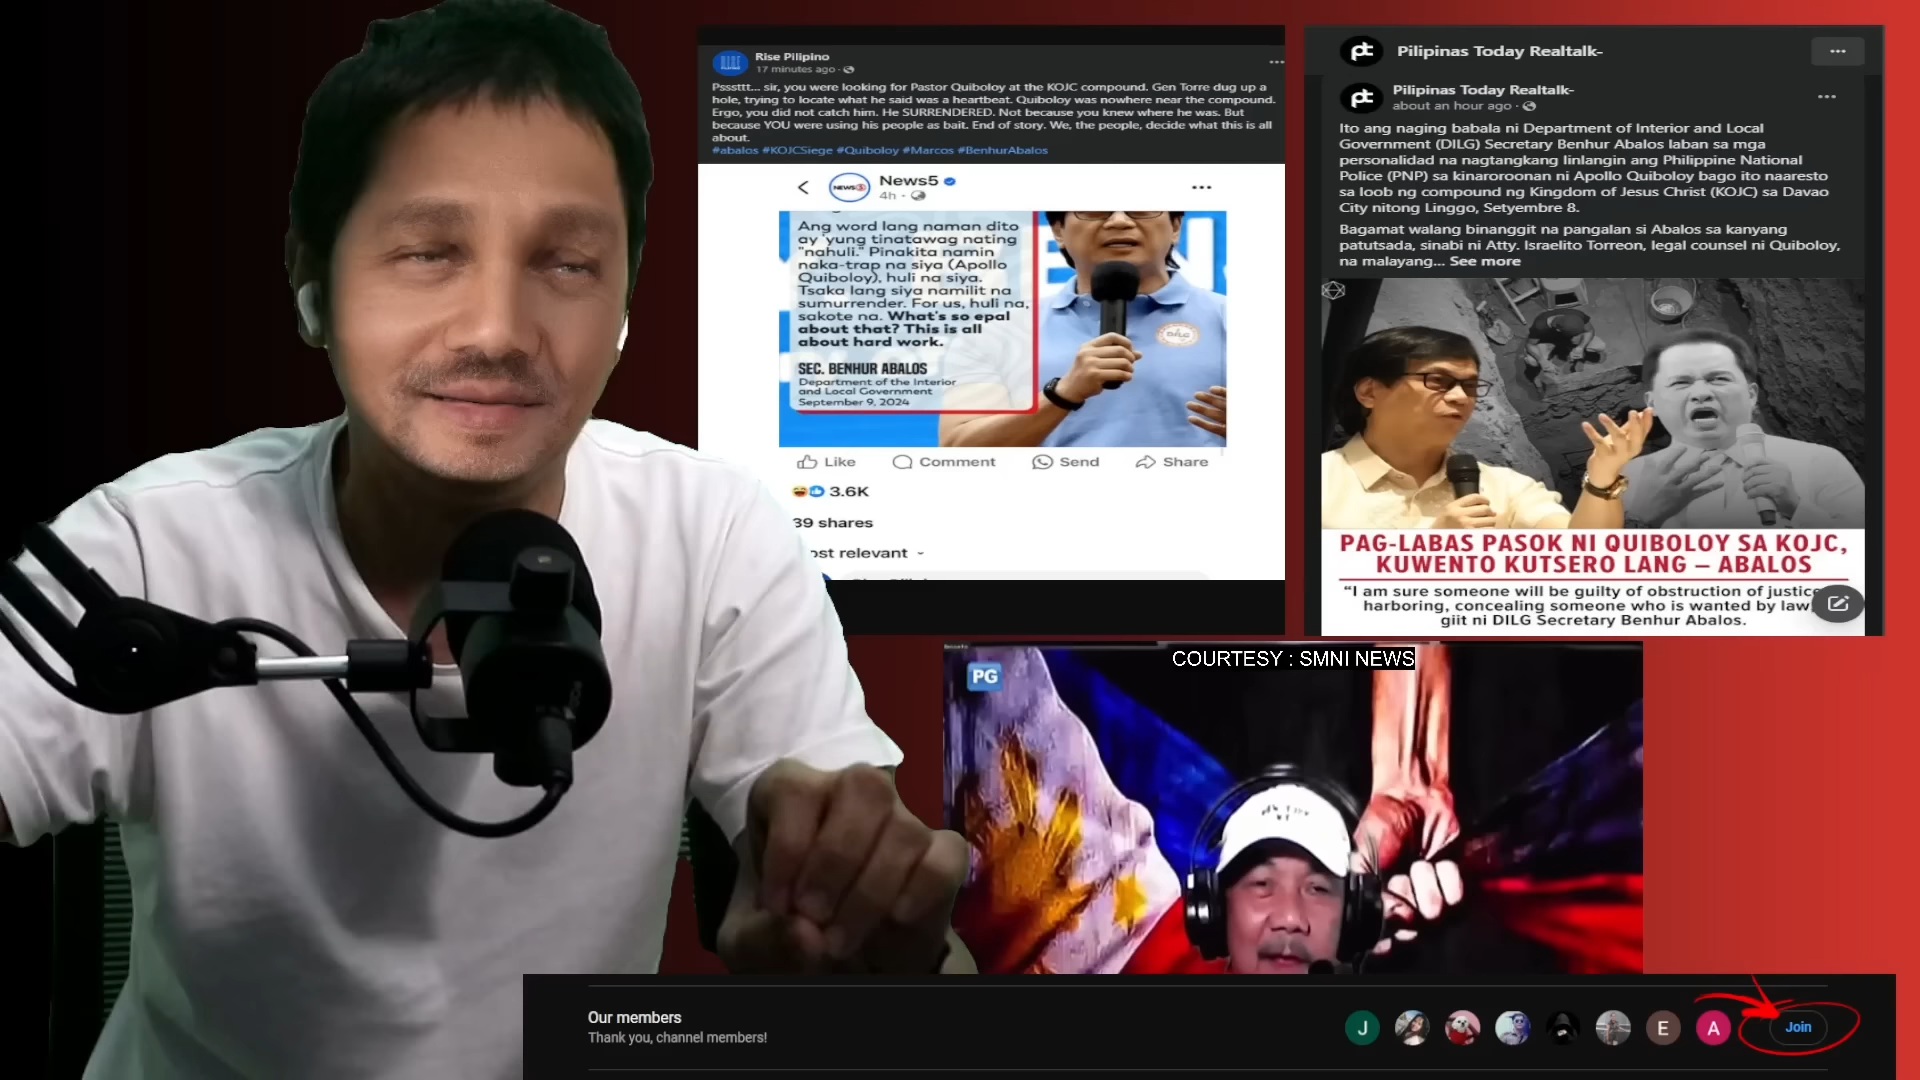 Rise Pilipino
17 minutes ago ·
Psssttt... sir, you were looking for Pastor Quiboloy at the KOJC compound. Gen Torre dug up a
hole, trying to locate what he said was a heartbeat. Quiboloy was nowhere near the compound.
Ergo, you did not catch him. He SURRENDERED. Not because you knew where he was. But
because YOU were using his people as bait. End of story. We, the people, decide what this is all
about.
#abalos #KOJCSiege #Quiboloy #Marcos #BenhurAbalos
NEWS5
News5
4h ·
Ang word lang naman dito
ay 'yung tinatawag nating
"nahuli." Pinakita namin
naka-trap na siya (Apollo
Quiboloy), huli na siya.
Tsaka lang siya namilit na
sumurrender. For us, huli na,
sakote na. What's so epal
about that? This is all
about hard work.
SEC. BENHUR ABALOS
Department of the Interior
and Local Government
September 9, 2024
Like
Comment
Send
Share
3.6K
39 shares
ost relevant
pt
Pilipinas Today Realtalk-
pt
Pilipinas Today Realtalk-
about an hour ago ·
Ito ang naging babala ni Department of Interior and Local
Government (DILG) Secretary Benhur Abalos laban sa mga
personalidad na nagtangkang linlangin ang Philippine National
Police (PNP) sa kinaroroonan ni Apollo Quiboloy bago ito naaresto
sa loob ng compound ng Kingdom of Jesus Christ (KOJC) sa Davao
City nitong Linggo, Setyembre 8.
Bagamat walang binanggit na pangalan si Abalos sa kanyang
patutsada, sinabi ni Atty. Israelito Torreon, legal counsel ni Quiboloy,
na malayang... See more
PAG-LABAS PASOK NI QUIBOLOY SA KOJC,
KUWENTO KUTSERO LANG – ABALOS
"I am sure someone will be guilty of obstruction of justice
harboring, concealing someone who is wanted by law,
giit ni DILG Secretary Benhur Abalos.
COURTESY : SMNI NEWS
PG
Our members
Thank you, channel members!
J
E
A
Join